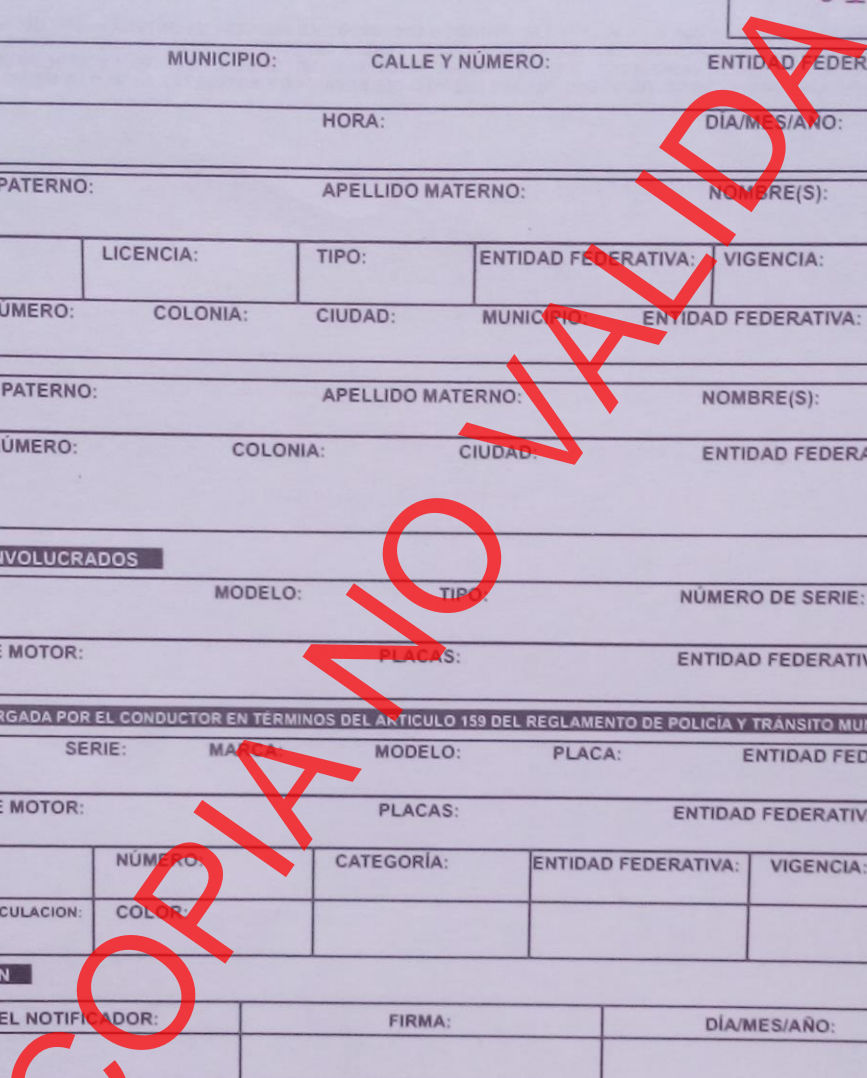 MUNICIPIO: CALLE Y NÚMERO: ENTIDAD FEDER
HORA: DÍA/MES/AÑO:
PATERNO: APELLIDO MATERNO: NOMBRE(S):
LICENCIA: TIPO: ENTIDAD FEDERATIVA: VIGENCIA:
ÚMERO: COLONIA: CIUDAD: MUNICIPIO: ENTIDAD FEDERATIVA:
PATERNO: APELLIDO MATERNO: NOMBRE(S):
ÚMERO: COLONIA: CIUDAD: ENTIDAD FEDERA
NVOLUCRADOS
MODELO: TIPO: NÚMERO DE SERIE:
E MOTOR: PLACAS: ENTIDAD FEDERATIV
RGADA POR EL CONDUCTOR EN TÉRMINOS DEL ARTICULO 159 DEL REGLAMENTO DE POLICÍA Y TRÁNSITO MUN
SERIE: MARCA: MODELO: PLACA: ENTIDAD FED
E MOTOR: PLACAS: ENTIDAD FEDERATIV
NÚMERO: CATEGORÍA: ENTIDAD FEDERATIVA: VIGENCIA:
CULACION: COLOR:
N
EL NOTIFICADOR: FIRMA: DÍA/MES/AÑO:
COPIA NO VALIDA